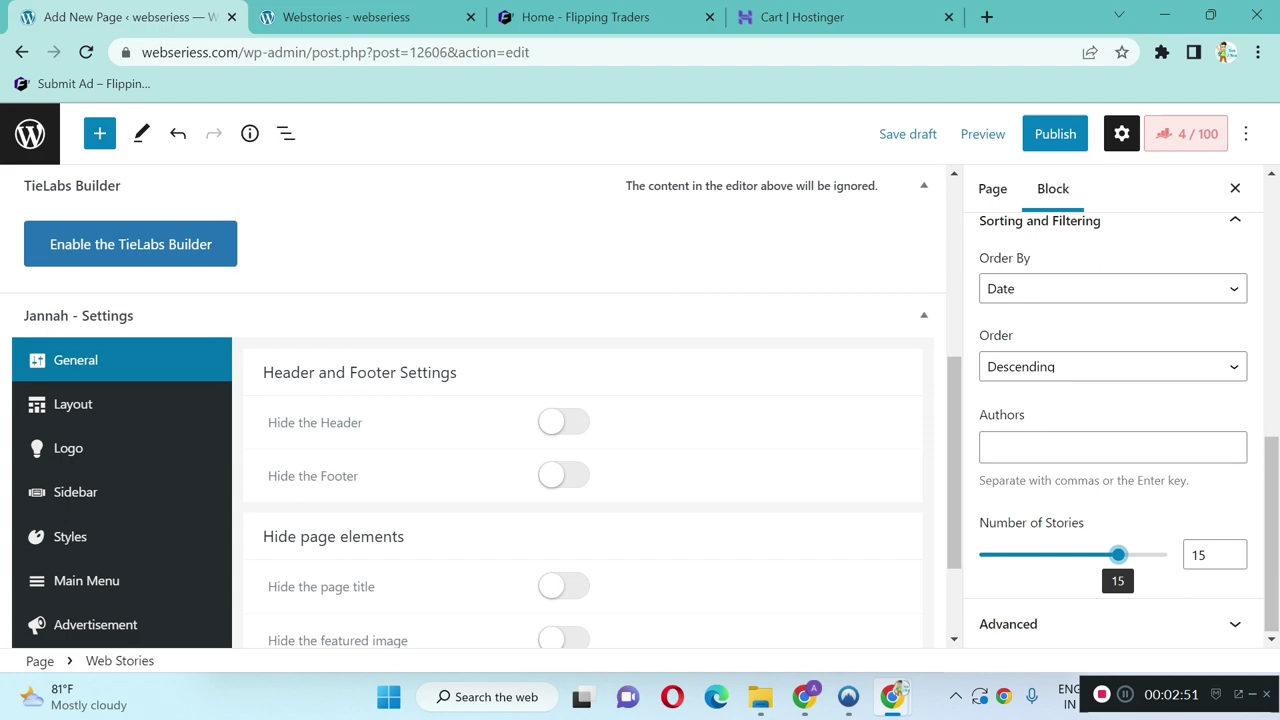 Add New Page ‹ webseriess — W
Webstories - webseriess
Home - Flipping Traders
Cart | Hostinger
webseriess/wp-admin/post.php?post=12606&action=edit
Submit Ad – Flippin...
Save draft
Preview
Publish
4 / 100
TieLabs Builder
The content in the editor above will be ignored.
Enable the TieLabs Builder
Jannah - Settings
General
Layout
Logo
Sidebar
Styles
Main Menu
Advertisement
Header and Footer Settings
Hide the Header
Hide the Footer
Hide page elements
Hide the page title
Hide the featured image
Page
Block
Sorting and Filtering
Order By
Date
Order
Descending
Authors
Separate with commas or the Enter key.
Number of Stories
15
15
Advanced
Page
Web Stories
81°F
Mostly cloudy
Search the web
A
ENG
IN
00:02:51